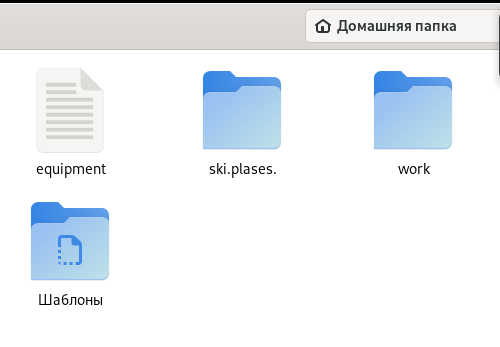 Домашняя папка
equipment
ski.plases.
work
Шаблоны